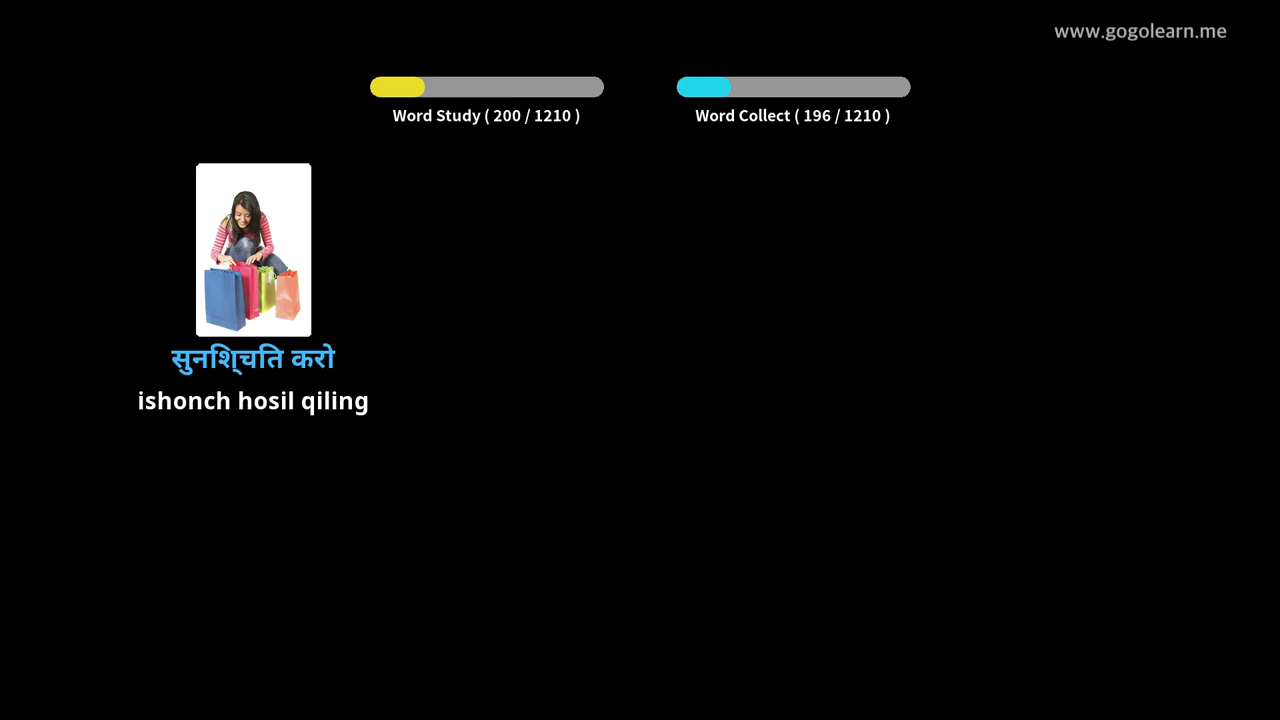 www.gogolearn.me
Word Study ( 200 / 1210 )
Word Collect ( 196 / 1210 )
सुनिश्चित करो
ishonch hosil qiling